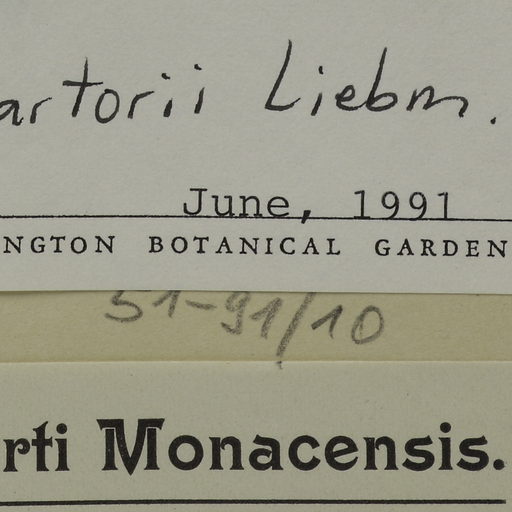 artorii Liebm.
June, 1991
NGTON BOTANICAL GARDEN
51-91/10
rti Monacensis.